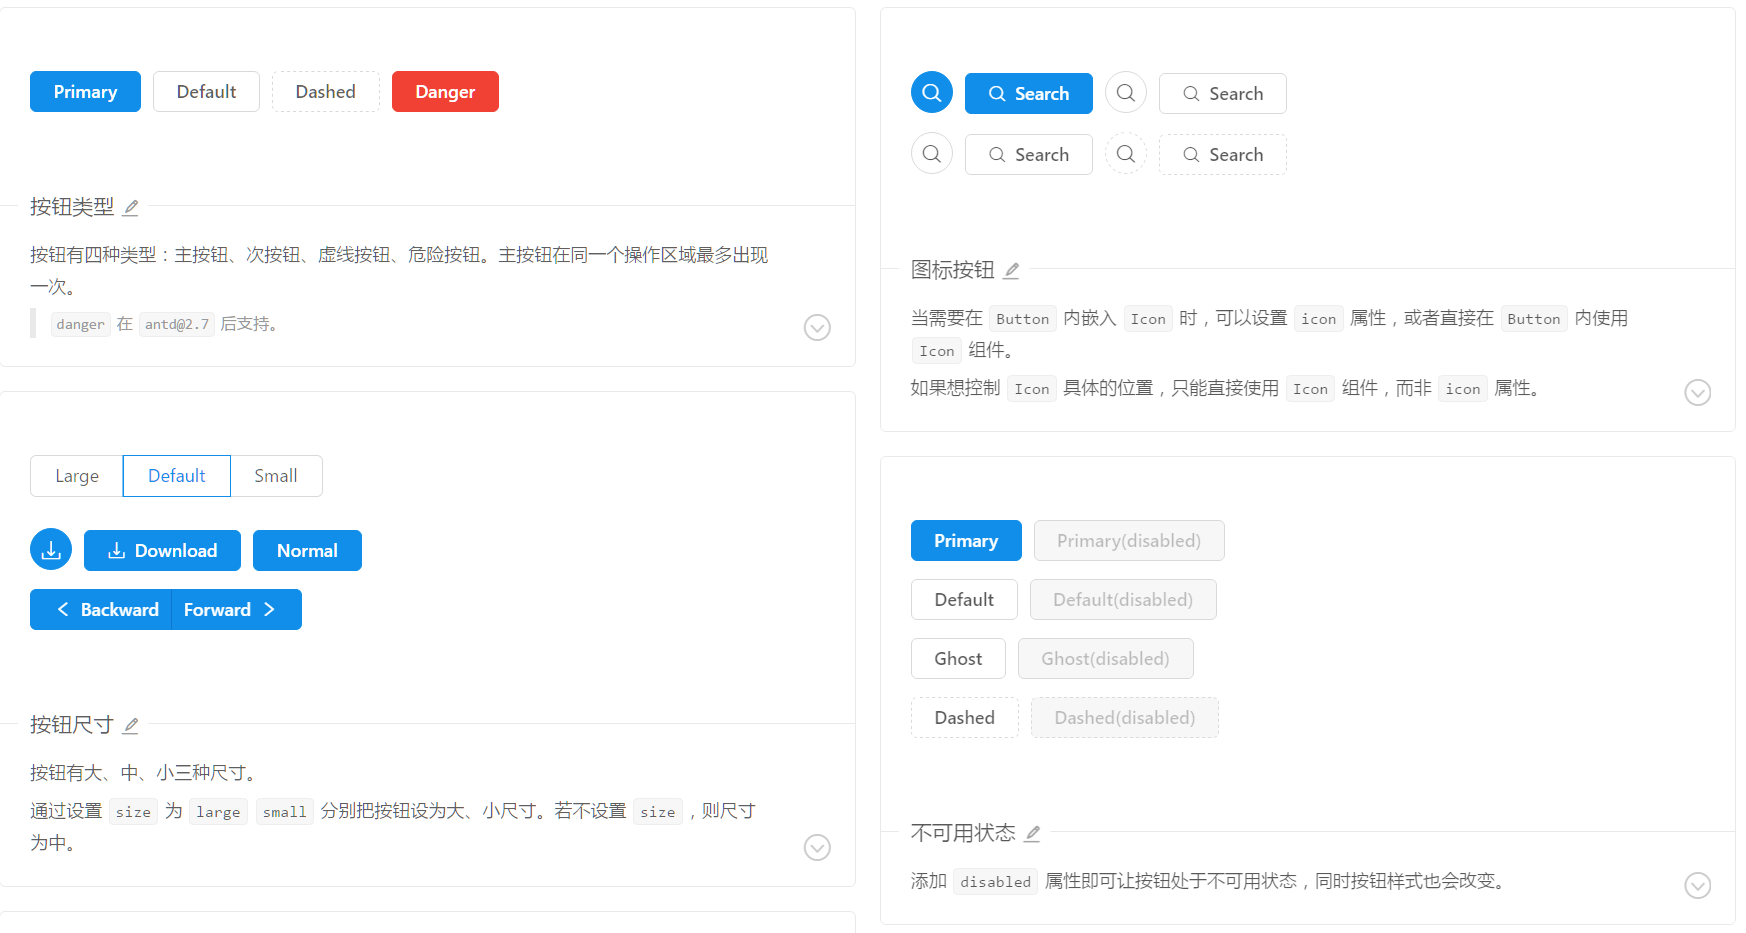 Primary Default Dashed Danger
按钮类型
按钮有四种类型：主按钮、次按钮、虚线按钮、危险按钮。主按钮在同一个操作区域最多出现
一次。
danger 在 antd@2.7 后支持。
Large Default Small
Download Normal
Backward Forward
按钮尺寸
按钮有大、中、小三种尺寸。
通过设置 size 为 large small 分别把按钮设为大、小尺寸。若不设置 size ，则尺寸
为中。
Search Search
Search Search
图标按钮
当需要在 Button 内嵌入 Icon 时，可以设置 icon 属性，或者直接在 Button 内使用
Icon 组件。
如果想控制 Icon 具体的位置，只能直接使用 Icon 组件，而非 icon 属性。
Primary Primary(disabled)
Default Default(disabled)
Ghost Ghost(disabled)
Dashed Dashed(disabled)
不可用状态
添加 disabled 属性即可让按钮处于不可用状态，同时按钮样式也会改变。